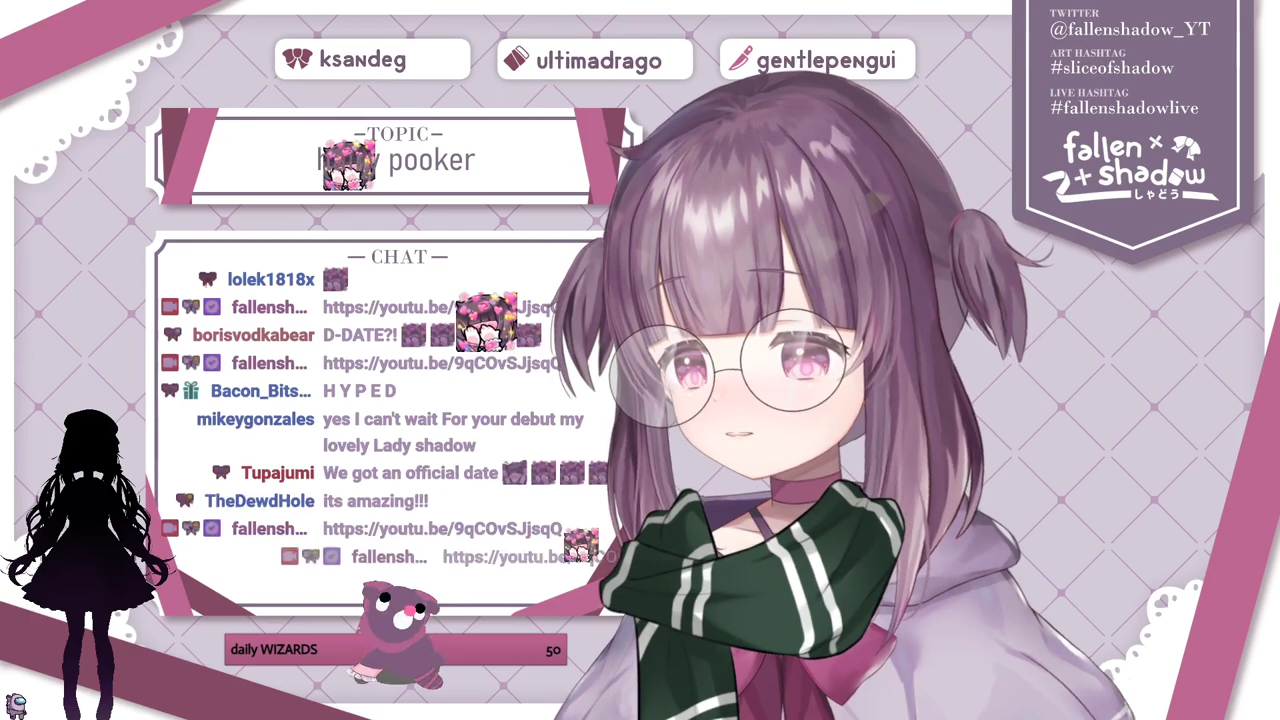 ksandeg
ultimadrago
gentlepengui
TWITTER
@fallenshadow_YT
ART HASHTAG
#sliceofshadow
LIVE HASHTAG
#fallenshadowlive
fallen
shadow
しゃどう
–TOPIC–
pooker
— CHAT —
lolek1818x
fallensh... https://youtu.be/
borisvodkabear D-DATE?!
fallensh... https://youtu.be/9qCOvSJjsqQ
Bacon_Bits... H Y P E D
mikeygonzales yes I can't wait For your debut my
lovely Lady shadow
Tupajumi We got an official date
TheDewdHole its amazing!!!
fallensh... https://youtu.be/9qCOvSJjsqQ
fallensh... https://youtu.be
daily WIZARDS 50